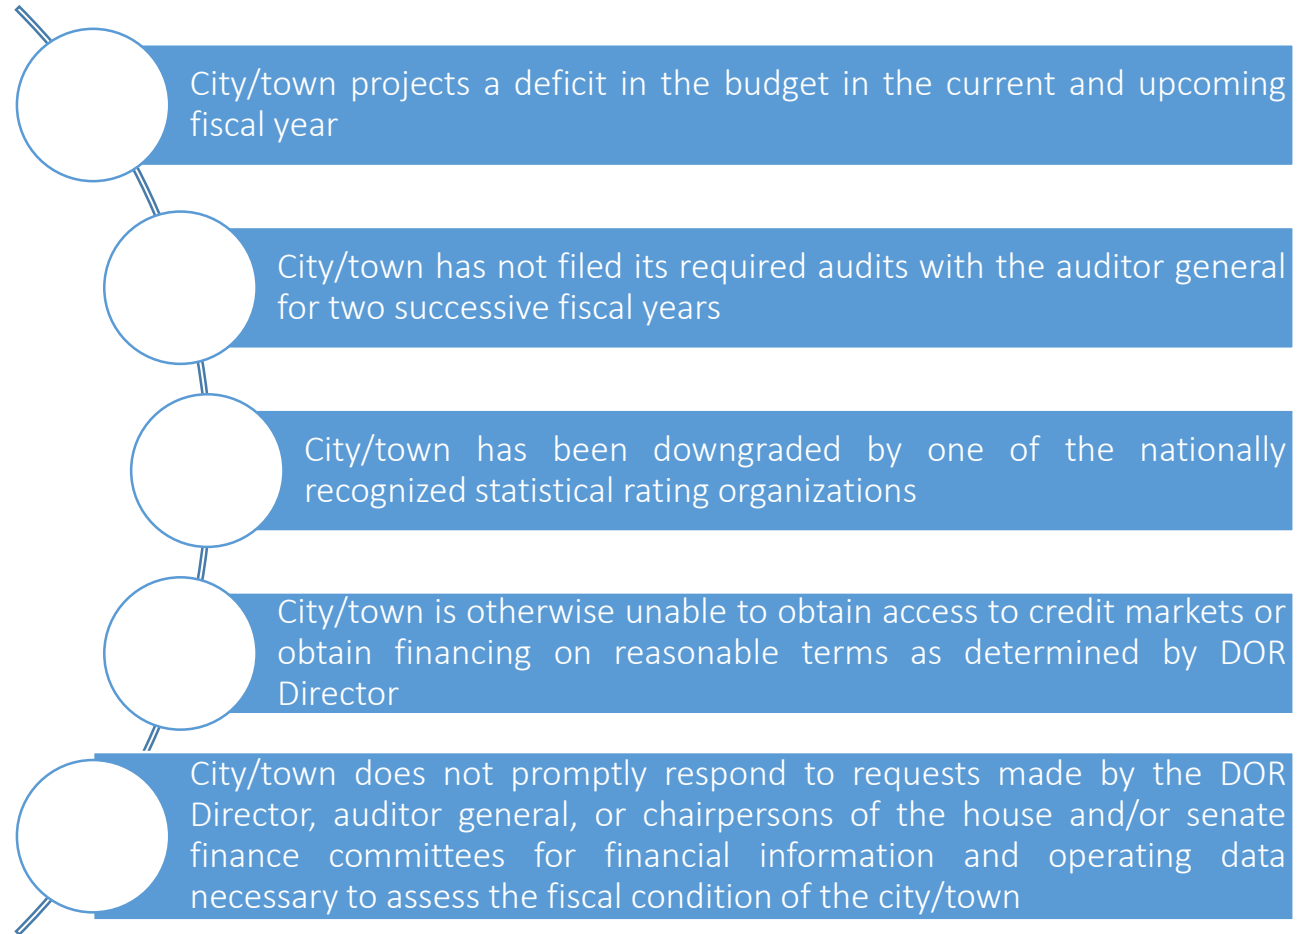 City/town projects a deficit in the budget in the current and upcoming
fiscal year
City/town has not filed its required audits with the auditor general
for two successive fiscal years
City/town has been downgraded by one of the nationally
recognized statistical rating organizations
City/town is otherwise unable to obtain access to credit markets or
obtain financing on reasonable terms as determined by DOR
Director
City/town does not promptly respond to requests made by the DOR
Director, auditor general, or chairpersons of the house and/or senate
finance committees for financial information and operating data
necessary to assess the fiscal condition of the city/town